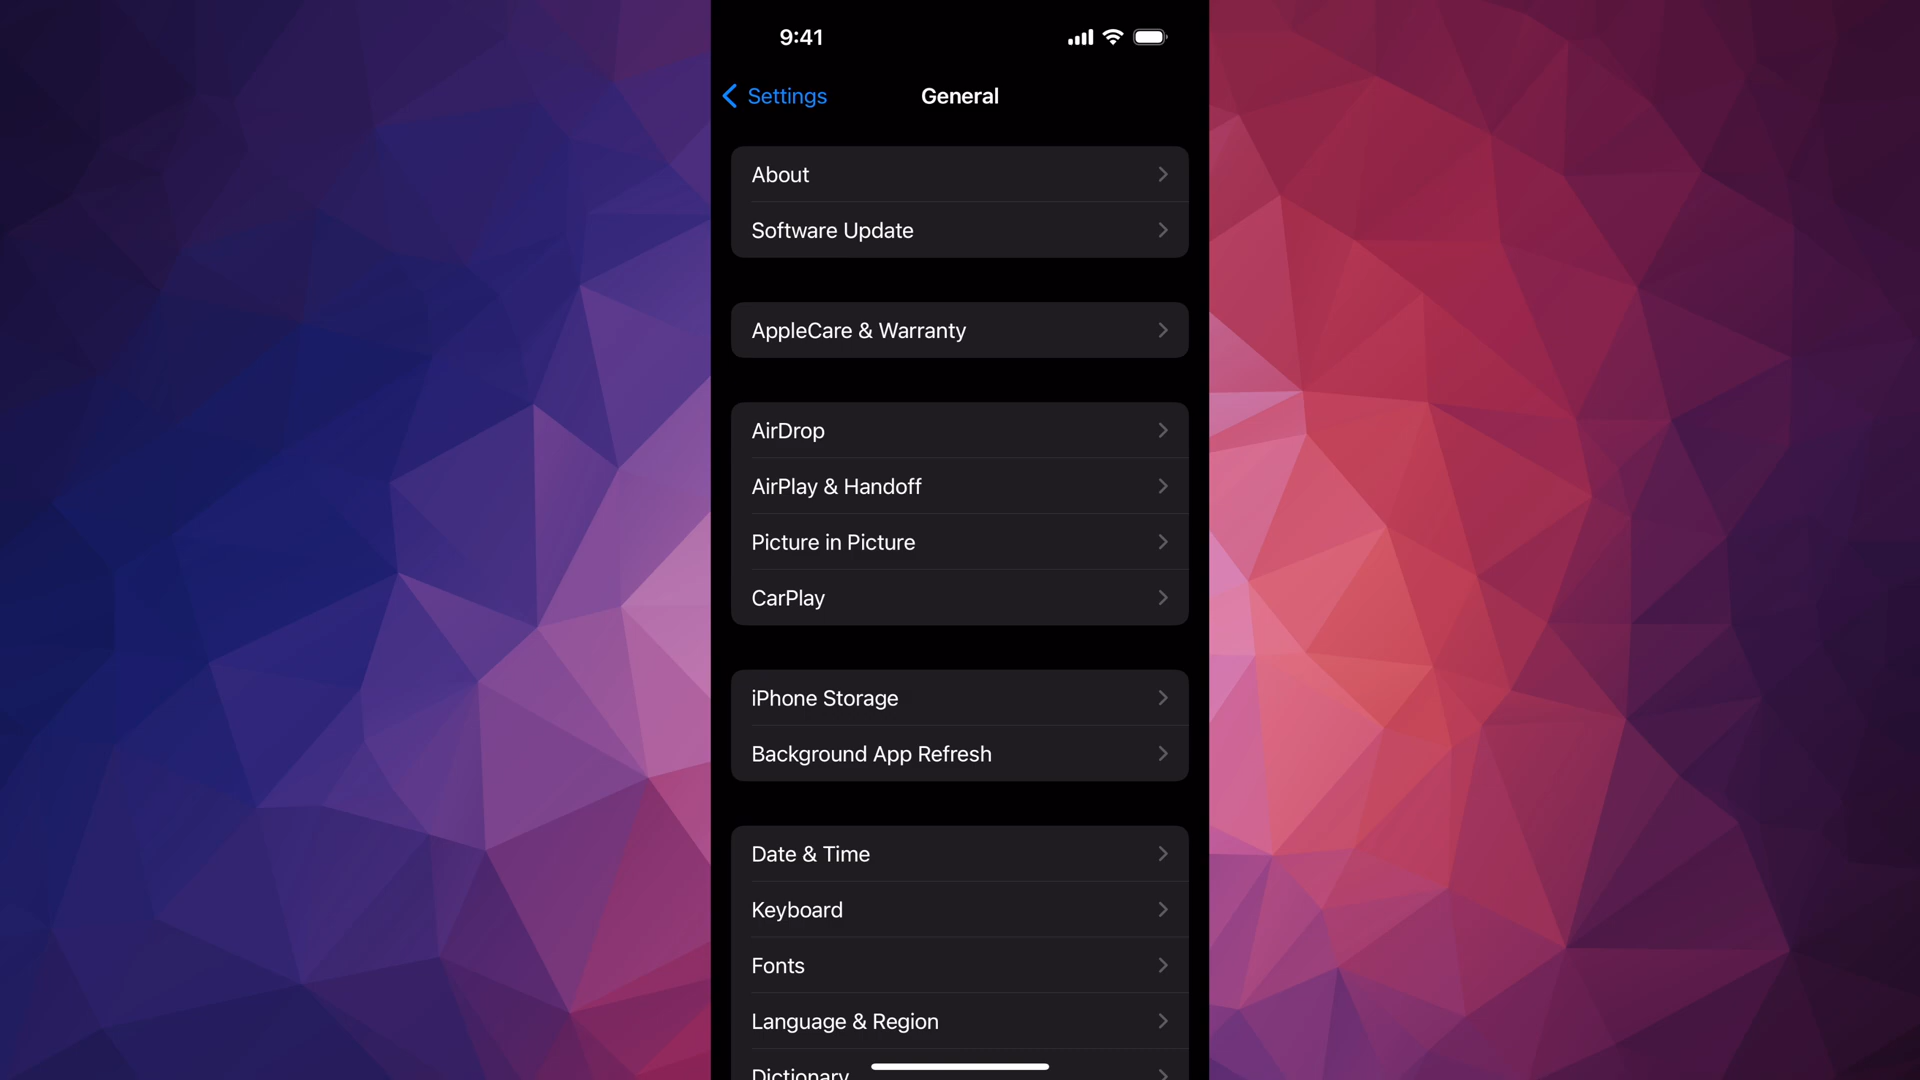 9:41
Settings
General
About
Software Update
AppleCare & Warranty
AirDrop
AirPlay & Handoff
Picture in Picture
CarPlay
iPhone Storage
Background App Refresh
Date & Time
Keyboard
Fonts
Language & Region
Dictionary